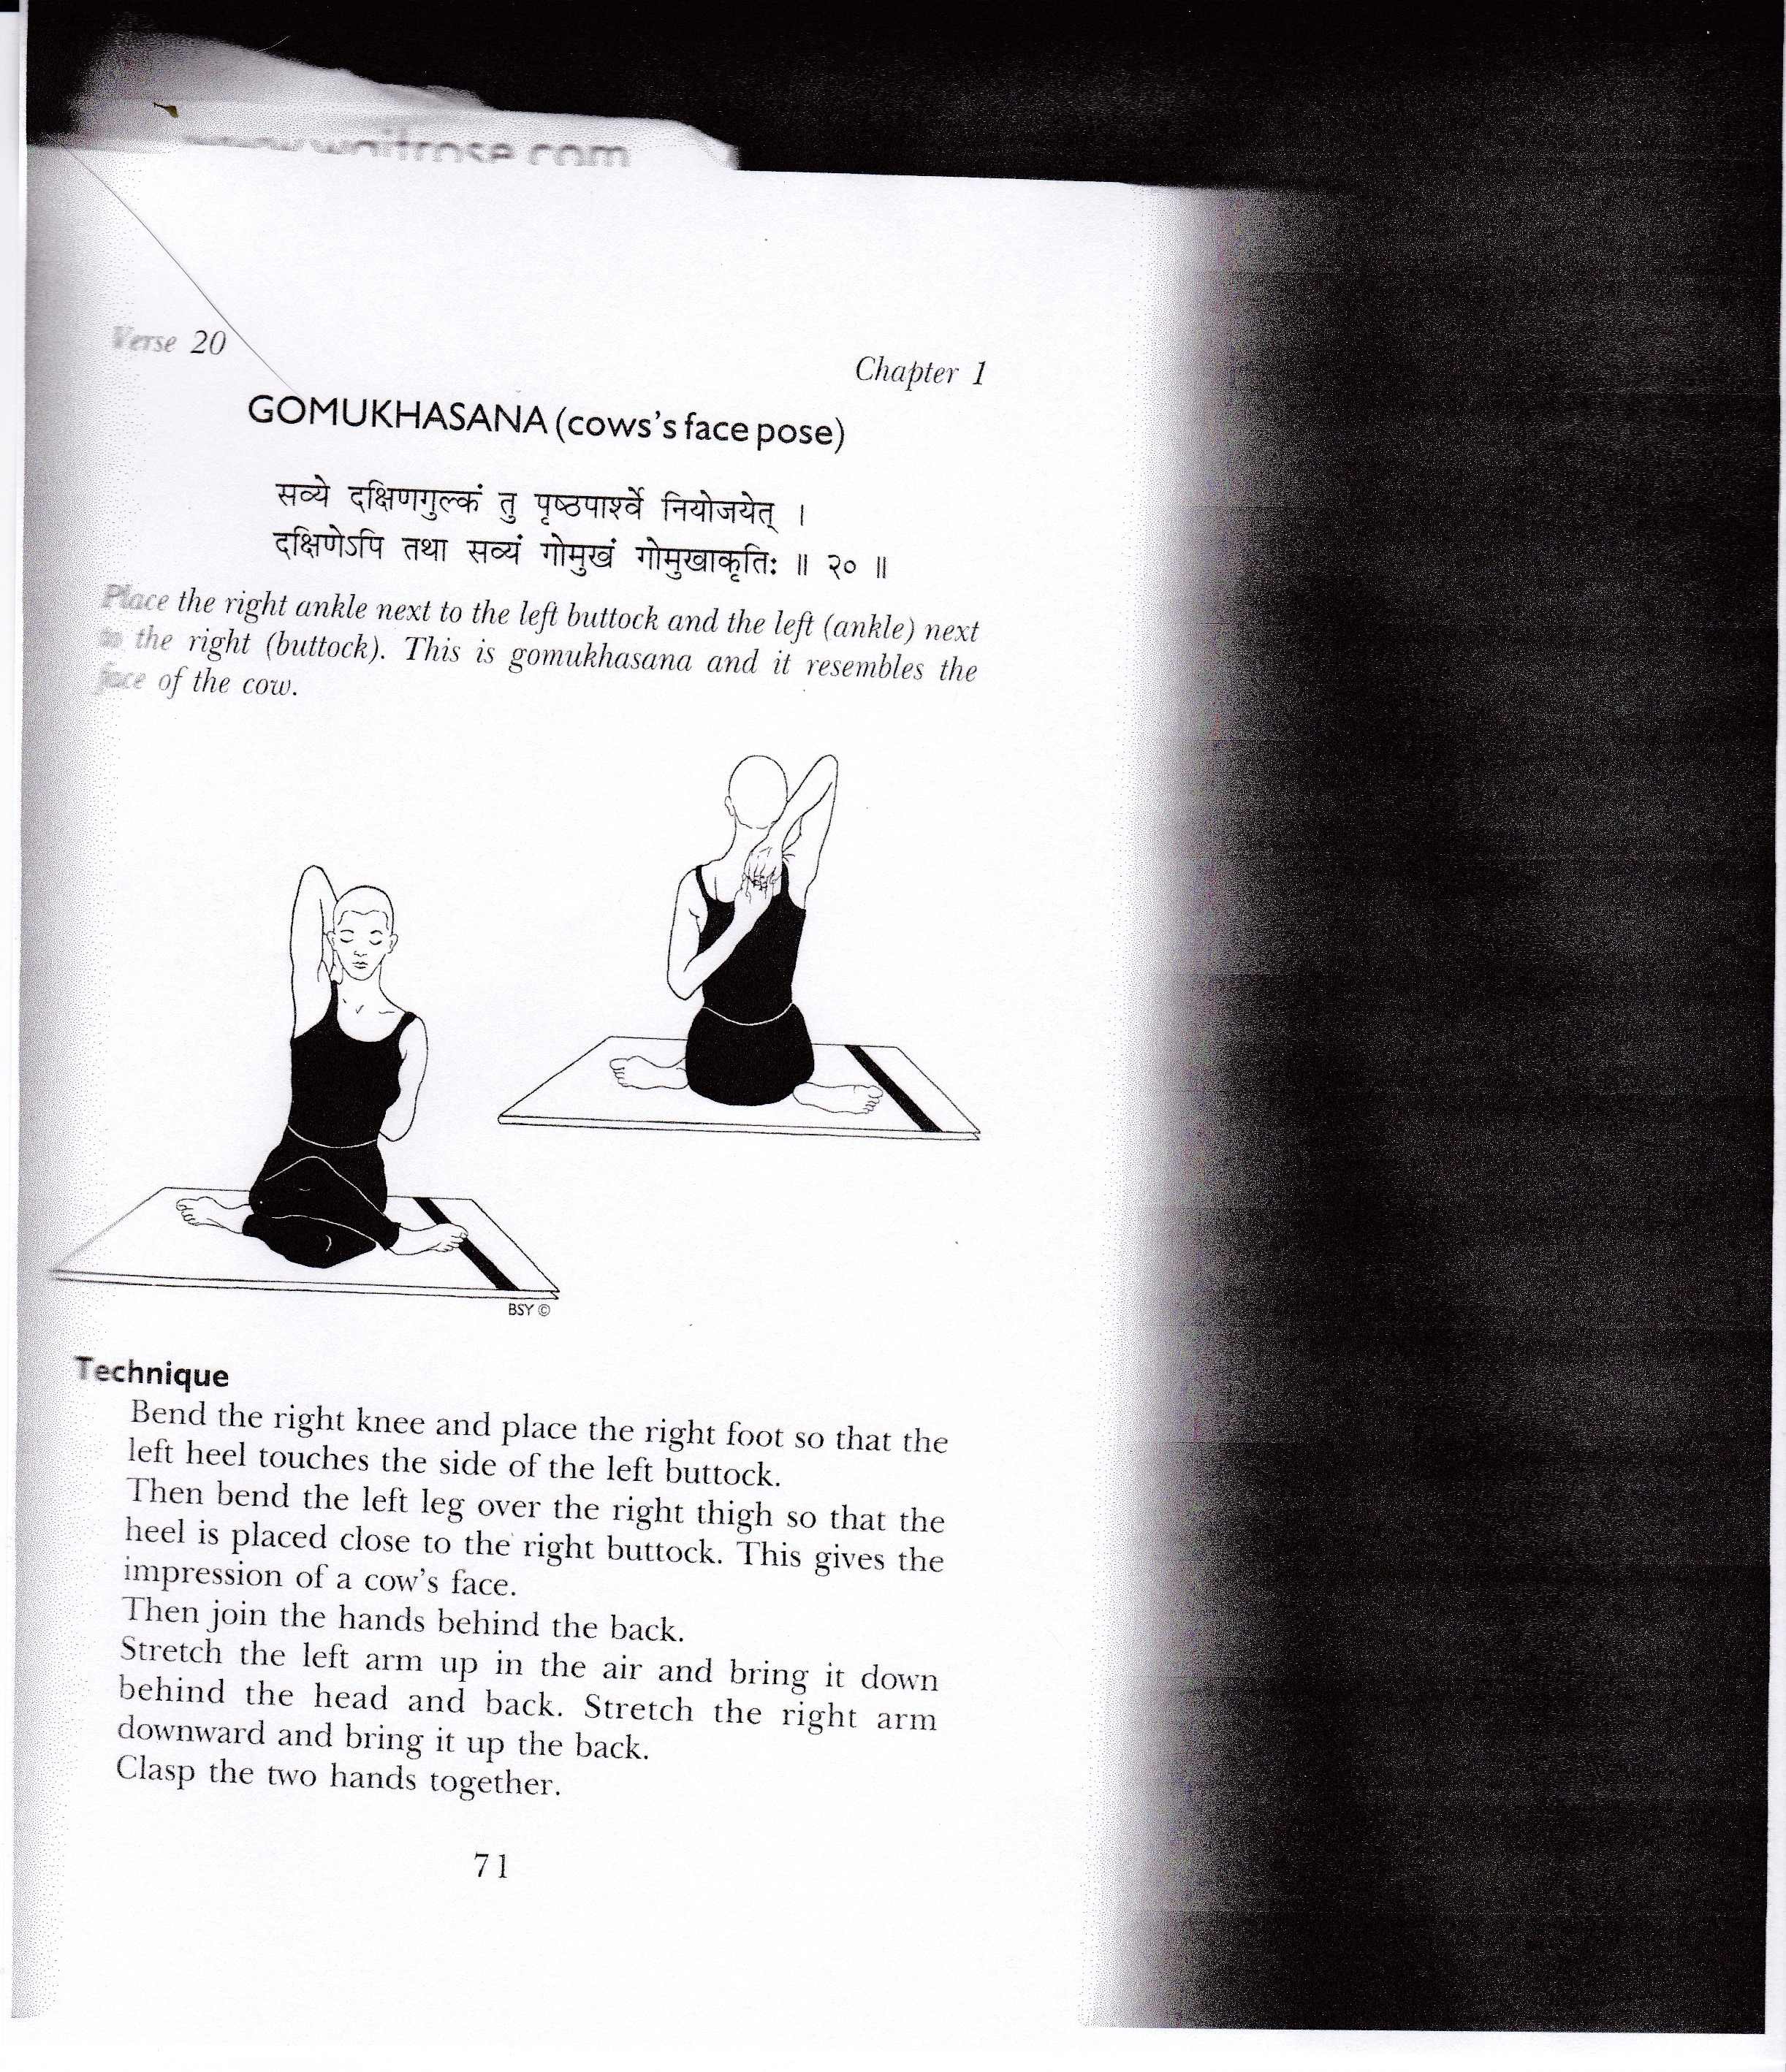 www.waitrose.com
Verse 20
Chapter 1
GOMUKHASANA (cows's face pose)
सव्ये दक्षिणगुल्कं तु पृष्ठपार्श्वे नियोजयेत् ।
दक्षिणेऽपि तथा सव्यं गोमुखं गोमुखाकृतिः ॥ २० ॥
Place the right ankle next to the left buttock and the left (ankle) next
to the right (buttock). This is gomukhasana and it resembles the
face of the cow.
BSY ©
Technique
Bend the right knee and place the right foot so that the
left heel touches the side of the left buttock.
Then bend the left leg over the right thigh so that the
heel is placed close to the right buttock. This gives the
impression of a cow's face.
Then join the hands behind the back.
Stretch the left arm up in the air and bring it down
behind the head and back. Stretch the right arm
downward and bring it up the back.
Clasp the two hands together.
71